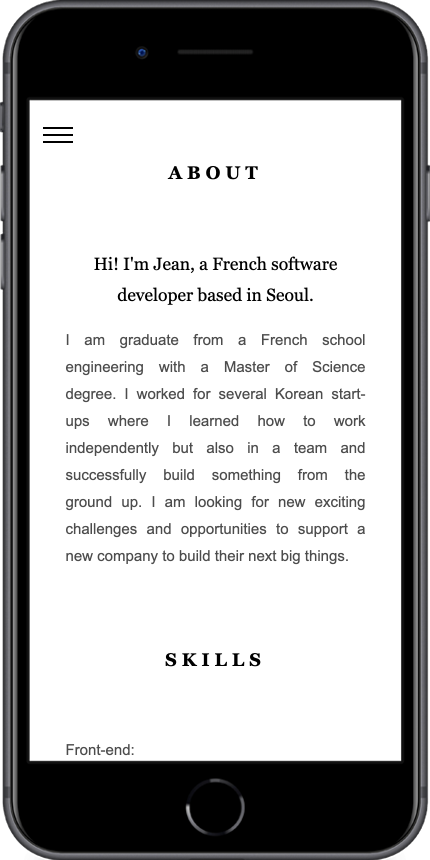 ABOUT
Hi! I'm Jean, a French software
developer based in Seoul.
I am graduate from a French school
engineering with a Master of Science
degree. I worked for several Korean start-
ups where I learned how to work
independently but also in a team and
successfully build something from the
ground up. I am looking for new exciting
challenges and opportunities to support a
new company to build their next big things.
SKILLS
Front-end: